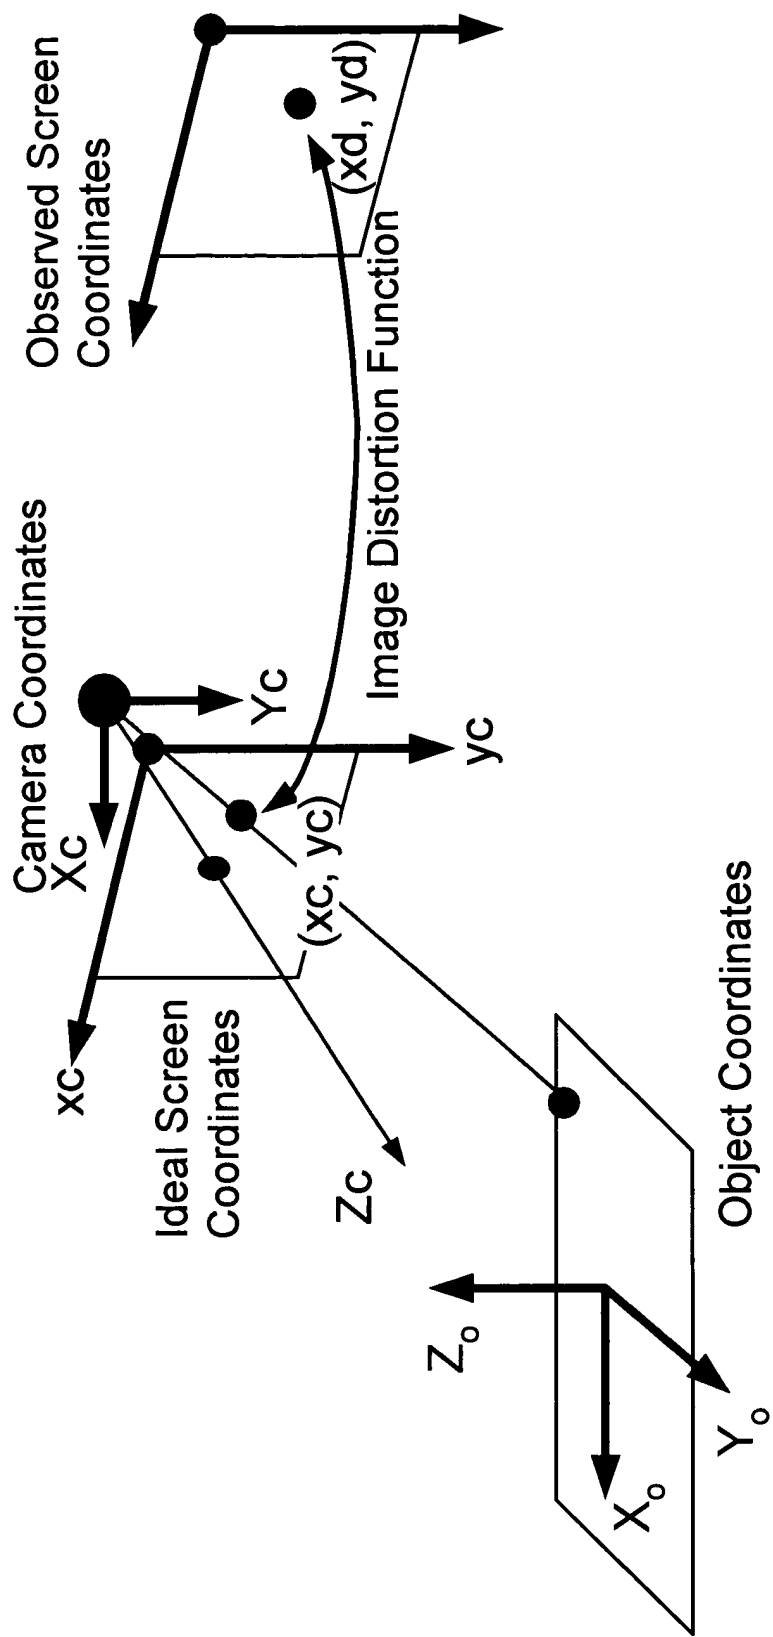 Camera Coordinates
Xc
Yc
xc
yc
Ideal Screen
Coordinates
(xc, yc)
Zc
Observed Screen
Coordinates
(xd, yd)
Image Distortion Function
Zo
Xo
Yo
Object Coordinates